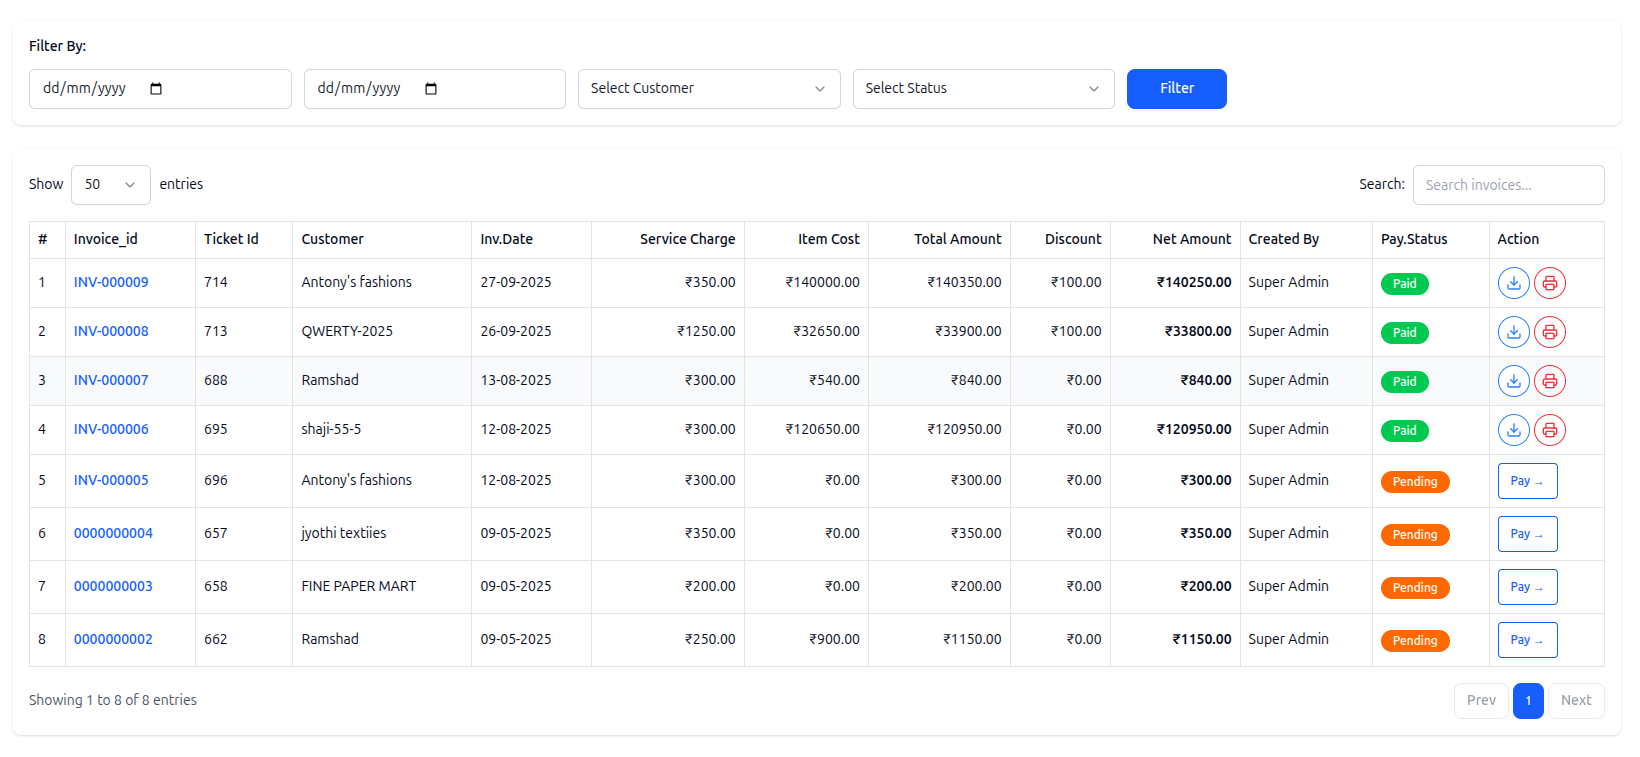 Filter By:
dd/mm/yyyy dd/mm/yyyy Select Customer Select Status Filter
Show 50 entries Search: Search invoices...
# Invoice_id Ticket Id Customer Inv.Date Service Charge Item Cost Total Amount Discount Net Amount Created By Pay.Status Action
1 INV-000009 714 Antony's fashions 27-09-2025 ₹350.00 ₹140000.00 ₹140350.00 ₹100.00 ₹140250.00 Super Admin Paid
2 INV-000008 713 QWERTY-2025 26-09-2025 ₹1250.00 ₹32650.00 ₹33900.00 ₹100.00 ₹33800.00 Super Admin Paid
3 INV-000007 688 Ramshad 13-08-2025 ₹300.00 ₹540.00 ₹840.00 ₹0.00 ₹840.00 Super Admin Paid
4 INV-000006 695 shaji-55-5 12-08-2025 ₹300.00 ₹120650.00 ₹120950.00 ₹0.00 ₹120950.00 Super Admin Paid
5 INV-000005 696 Antony's fashions 12-08-2025 ₹300.00 ₹0.00 ₹300.00 ₹0.00 ₹300.00 Super Admin Pending Pay →
6 0000000004 657 jyothi textiies 09-05-2025 ₹350.00 ₹0.00 ₹350.00 ₹0.00 ₹350.00 Super Admin Pending Pay →
7 0000000003 658 FINE PAPER MART 09-05-2025 ₹200.00 ₹0.00 ₹200.00 ₹0.00 ₹200.00 Super Admin Pending Pay →
8 0000000002 662 Ramshad 09-05-2025 ₹250.00 ₹900.00 ₹1150.00 ₹0.00 ₹1150.00 Super Admin Pending Pay →
Showing 1 to 8 of 8 entries Prev 1 Next